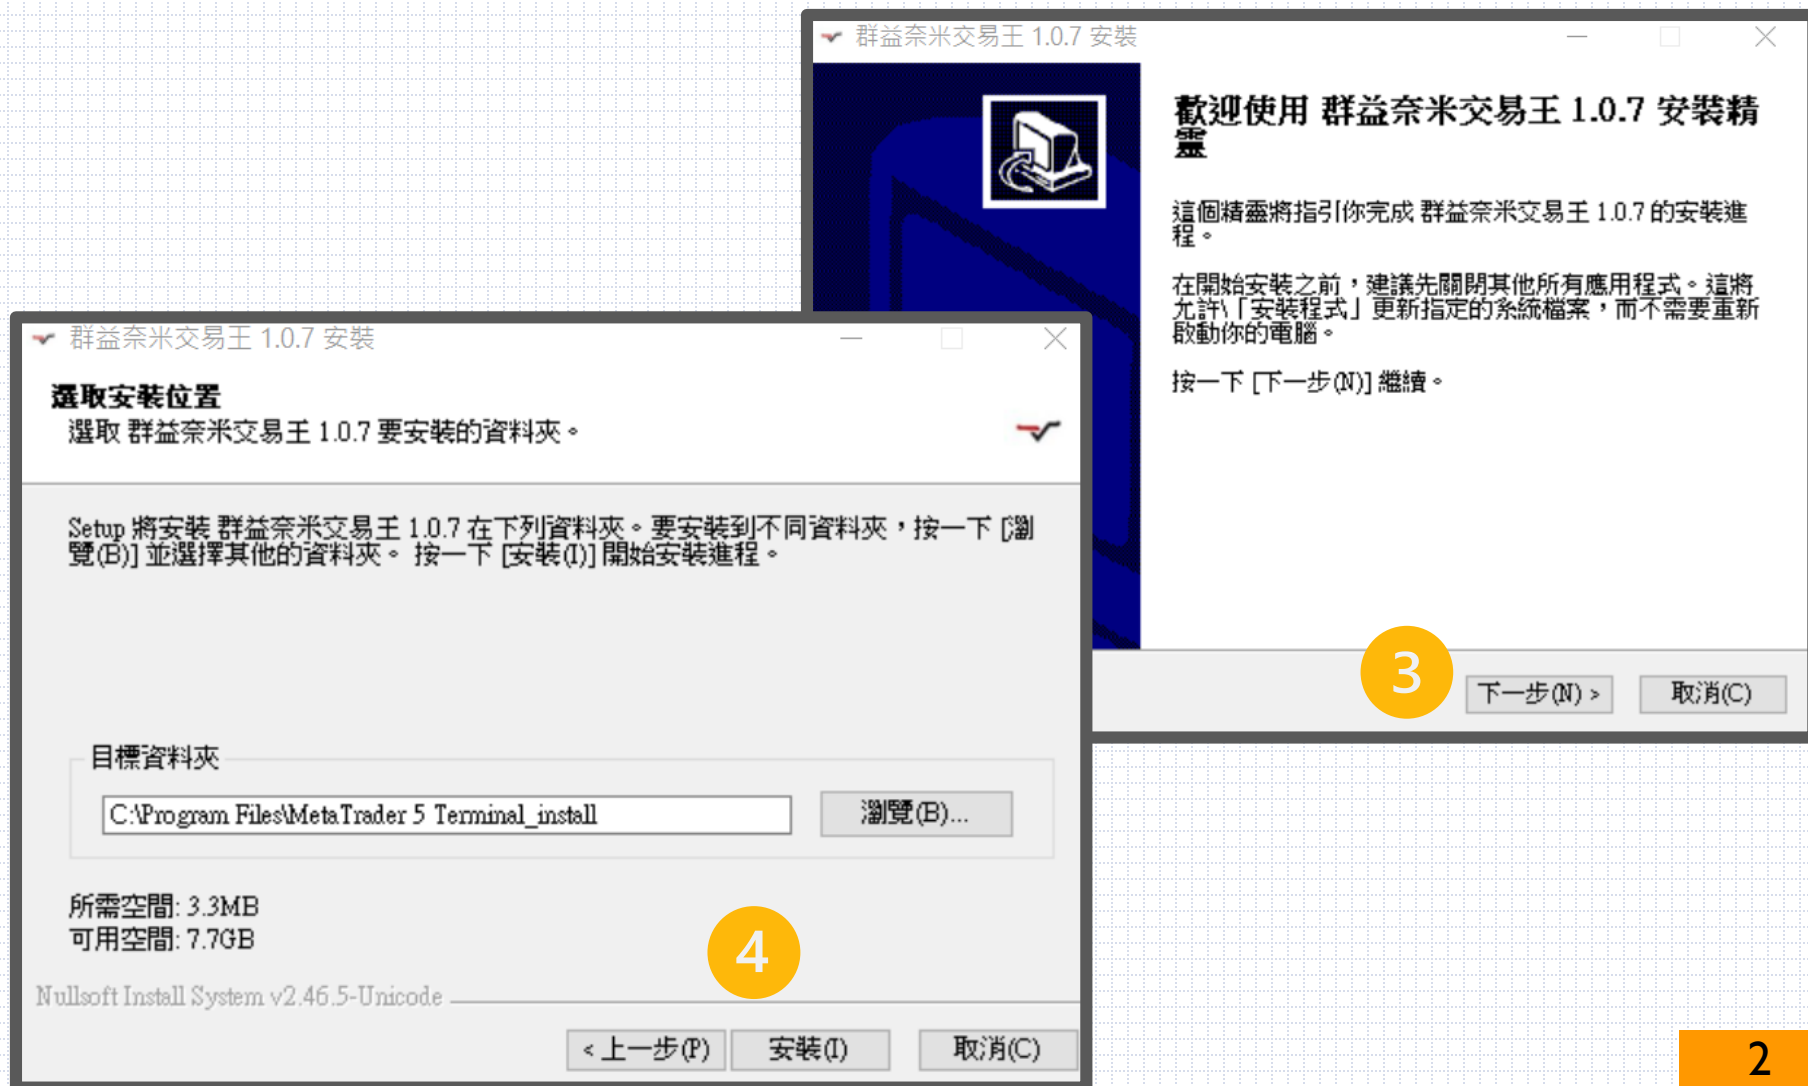 群益奈米交易王 1.0.7 安裝
歡迎使用 群益奈米交易王 1.0.7 安裝精
靈
這個精靈將指引你完成 群益奈米交易王 1.0.7 的安裝進
程。
在開始安裝之前，建議先關閉其他所有應用程式。這將
允許\「安裝程式」更新指定的系統檔案，而不需要重新
啟動你的電腦。
按一下 [下一步(N)] 繼續。
3
下一步(N) >
取消(C)
群益奈米交易王 1.0.7 安裝
選取安裝位置
選取 群益奈米交易王 1.0.7 要安裝的資料夾。
Setup 將安裝 群益奈米交易王 1.0.7 在下列資料夾。要安裝到不同資料夾，按一下 [瀏
覽(B)] 並選擇其他的資料夾。 按一下 [安裝(I)] 開始安裝進程。
目標資料夾
C:\Program Files\MetaTrader 5 Terminal_install
瀏覽(B)...
所需空間: 3.3MB
可用空間: 7.7GB
4
Nullsoft Install System v2.46.5-Unicode
< 上一步(P)
安裝(I)
取消(C)
2